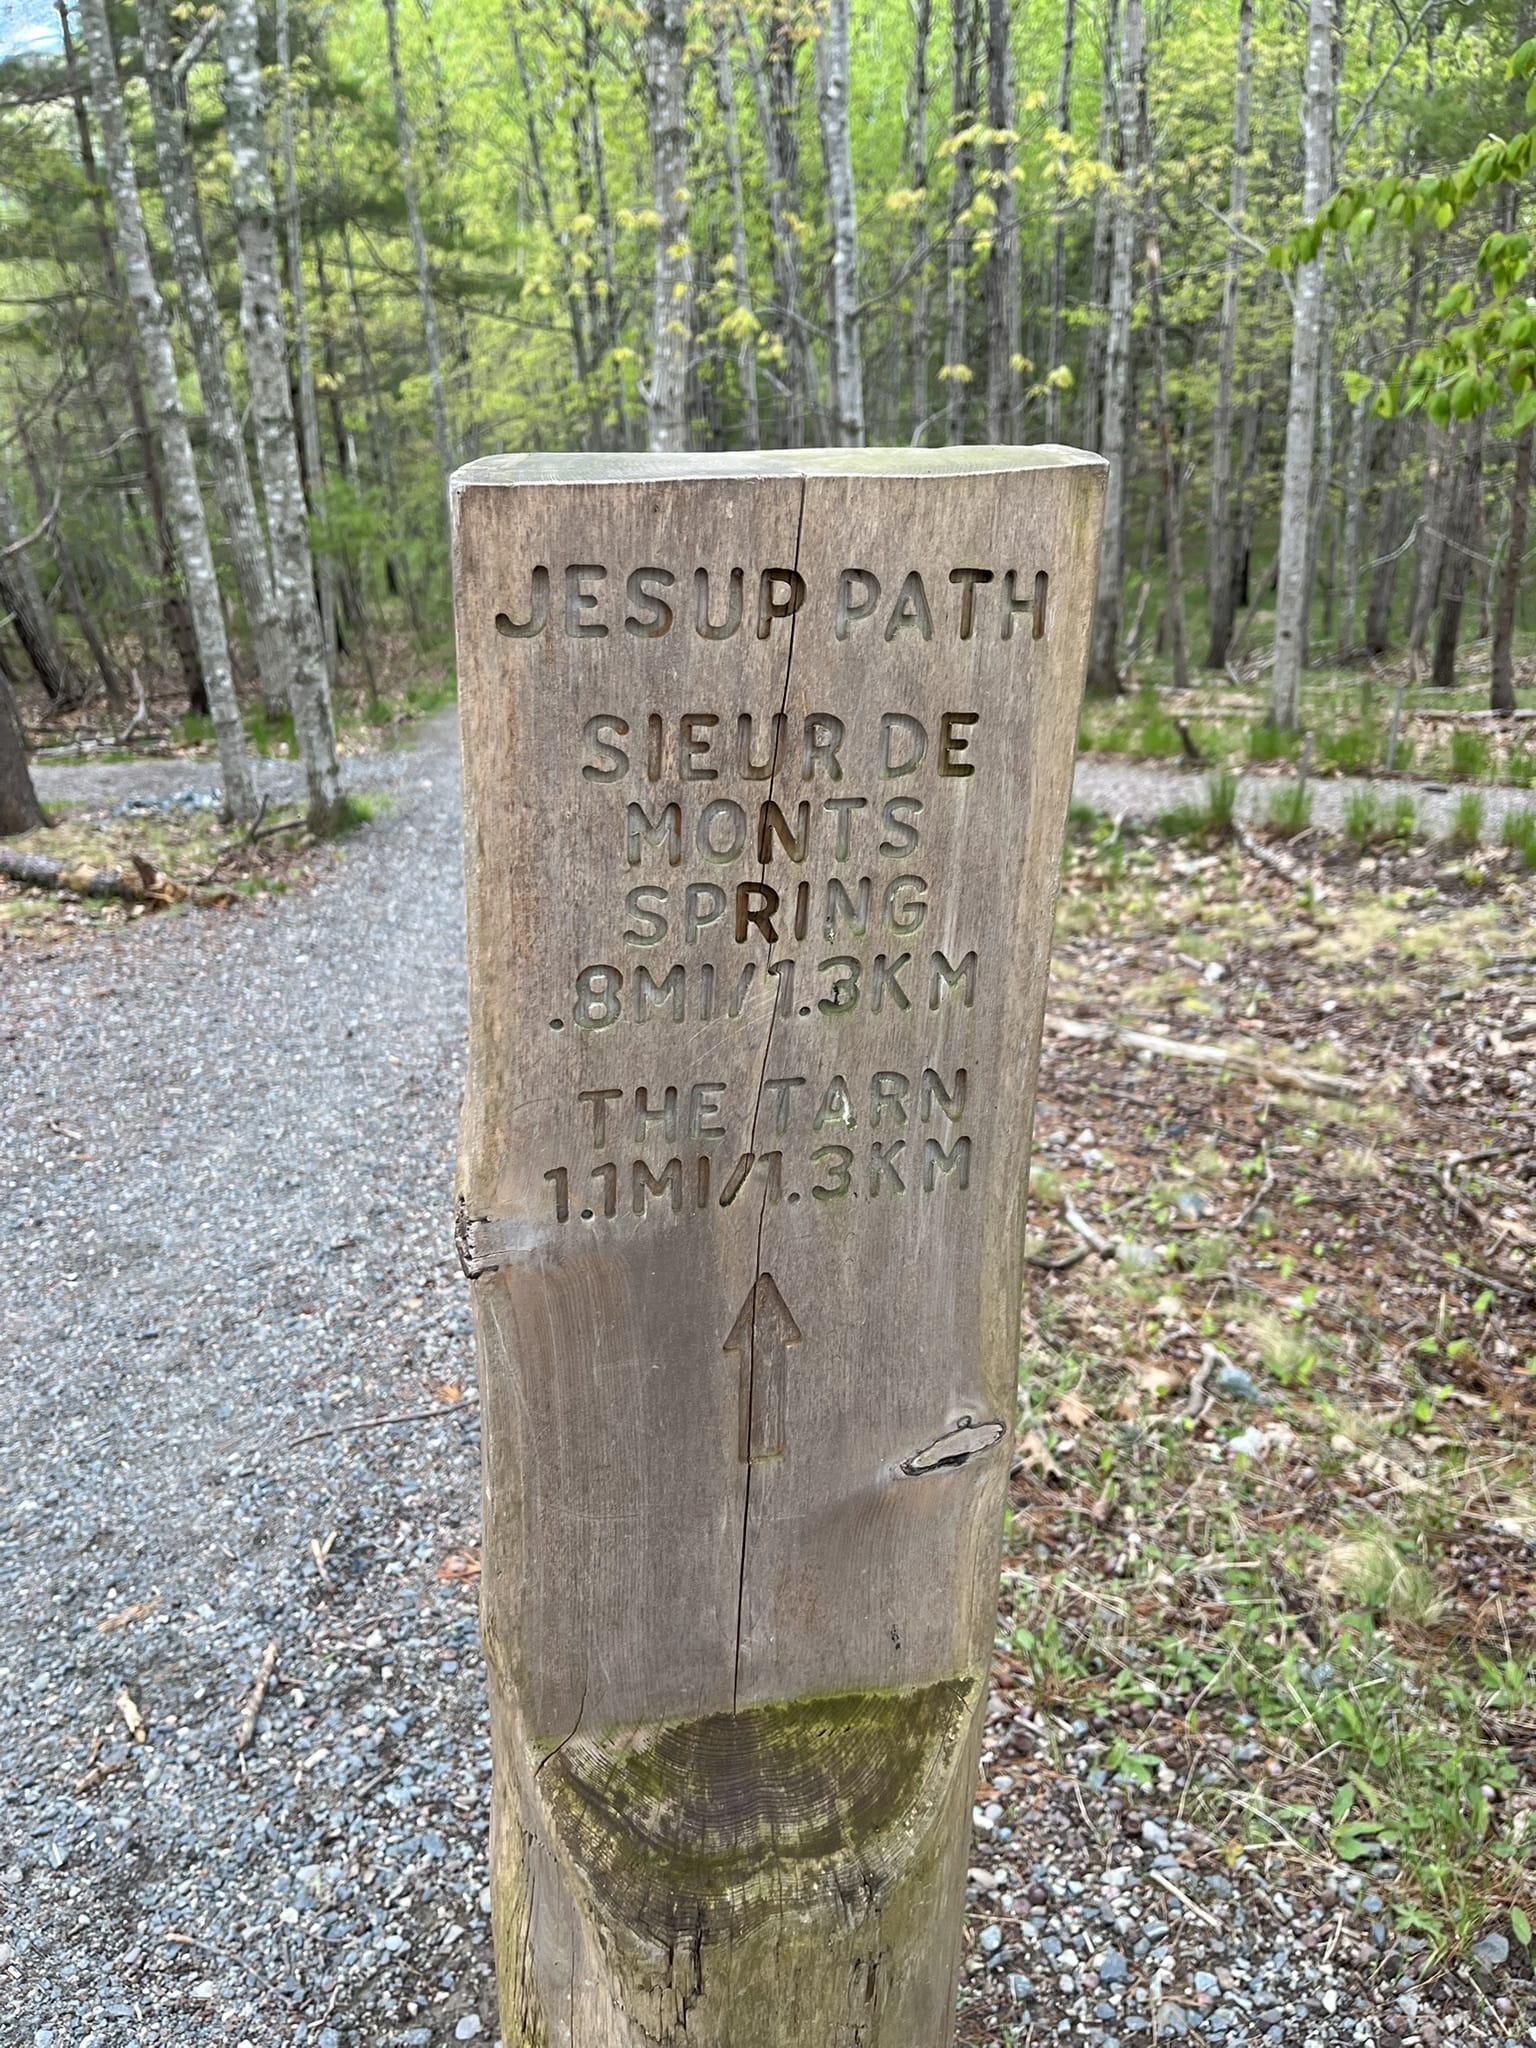 JESUP PATH
SIEUR DE
MONTS
SPRING
.8MI/1.3KM
THE TARN
1.1MI/1.3KM